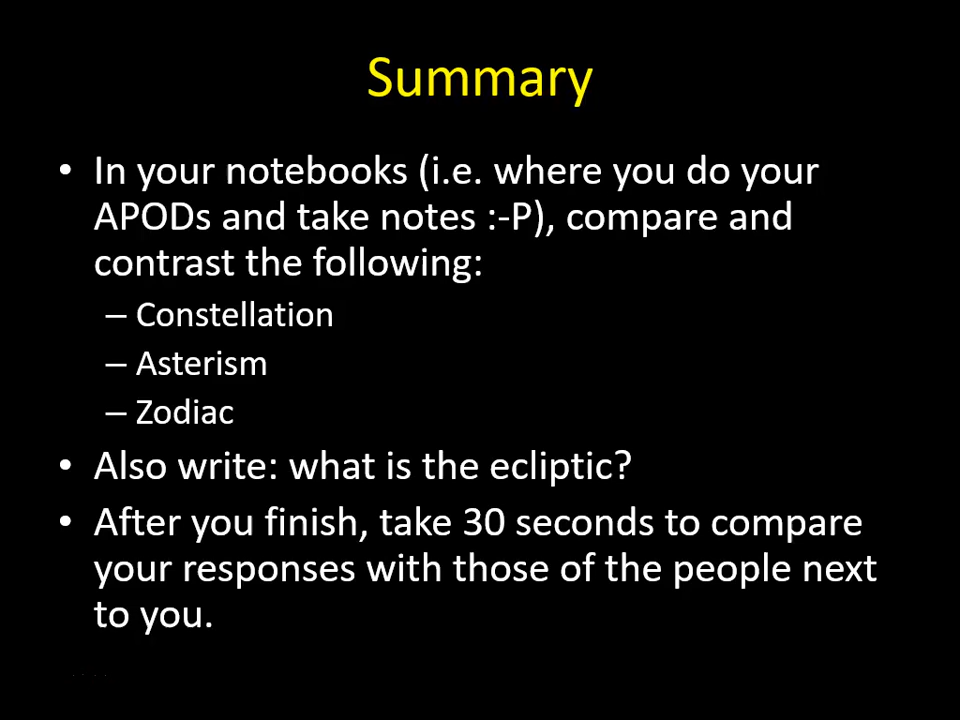 Summary
• In your notebooks (i.e. where you do your
APODs and take notes :-P), compare and
contrast the following:
– Constellation
– Asterism
– Zodiac
• Also write: what is the ecliptic?
• After you finish, take 30 seconds to compare
your responses with those of the people next
to you.